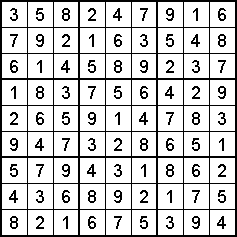 3 5 8 2 4 7 9 1 6
7 9 2 1 6 3 5 4 8
6 1 4 5 8 9 2 3 7
1 8 3 7 5 6 4 2 9
2 6 5 9 1 4 7 8 3
9 4 7 3 2 8 6 5 1
5 7 9 4 3 1 8 6 2
4 3 6 8 9 2 1 7 5
8 2 1 6 7 5 3 9 4